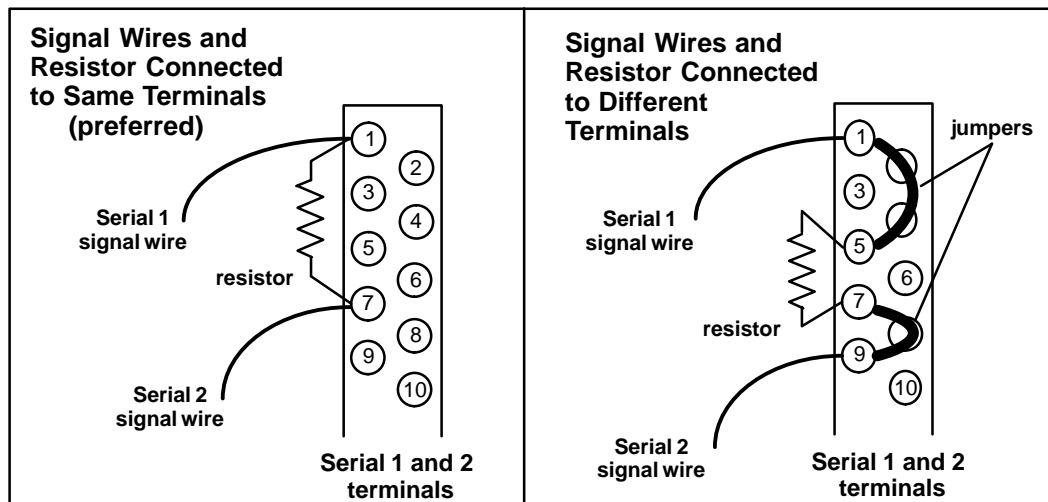 Signal Wires and
Resistor Connected
to Same Terminals
(preferred)
1
2
3
4
5
6
7
8
9
10
Serial 1
signal wire
resistor
Serial 2
signal wire
Serial 1 and 2
terminals
Signal Wires and
Resistor Connected
to Different
Terminals
jumpers
1
3
5
6
7
9
10
Serial 1
signal wire
resistor
Serial 2
signal wire
Serial 1 and 2
terminals